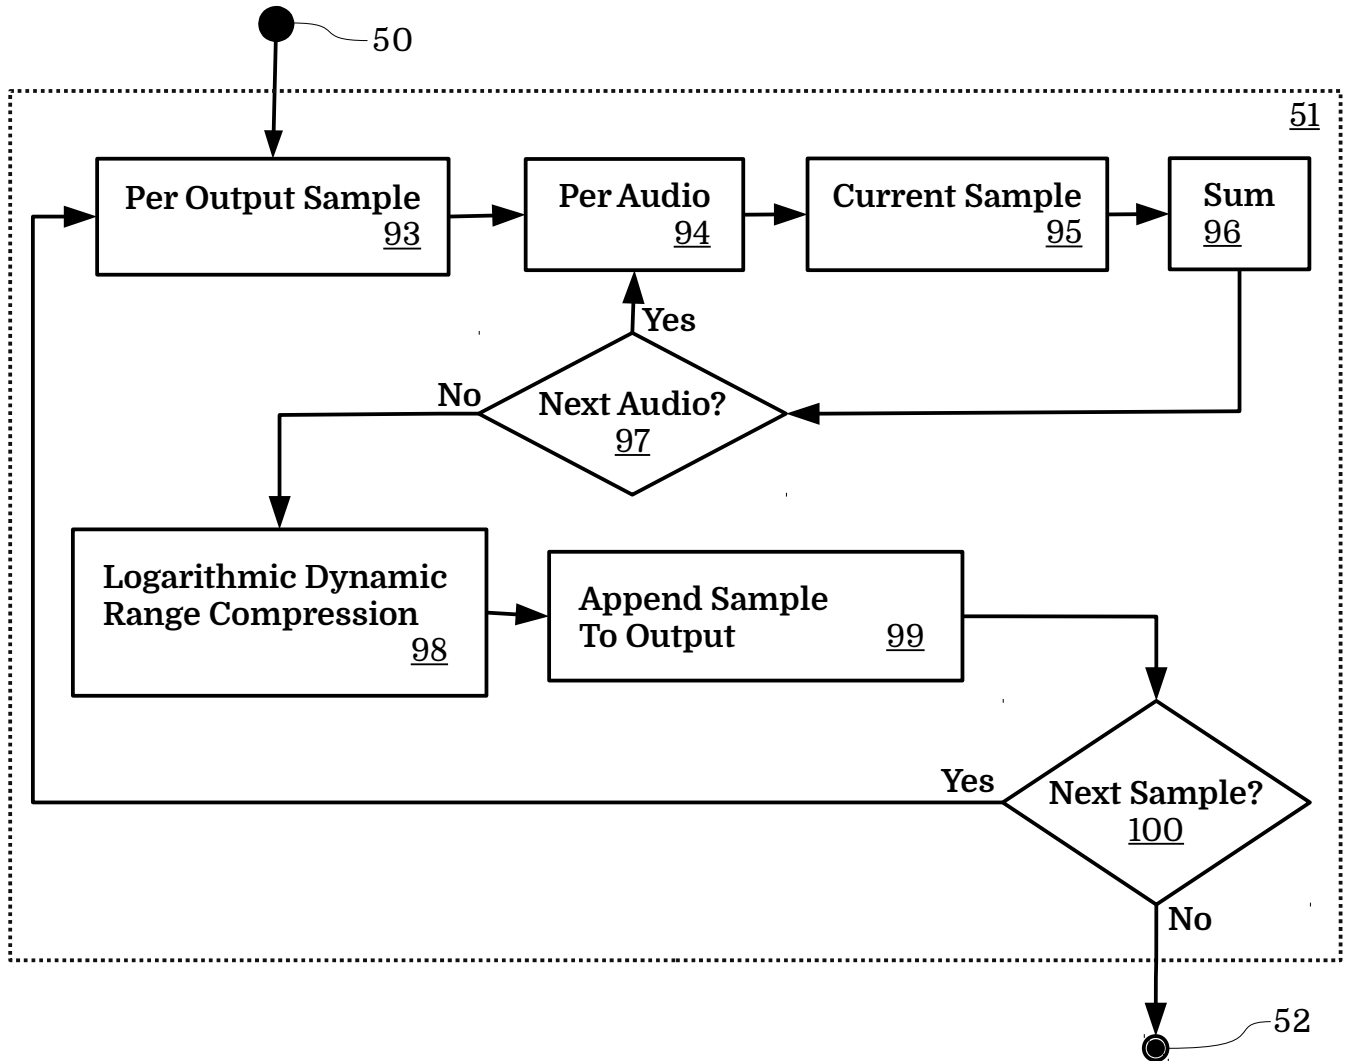 50
51
Per Output Sample
93
Per Audio
94
Current Sample
95
Sum
96
Yes
No
Next Audio?
97
Logarithmic Dynamic
Range Compression
98
Append Sample
To Output 99
Yes
Next Sample?
100
No
52